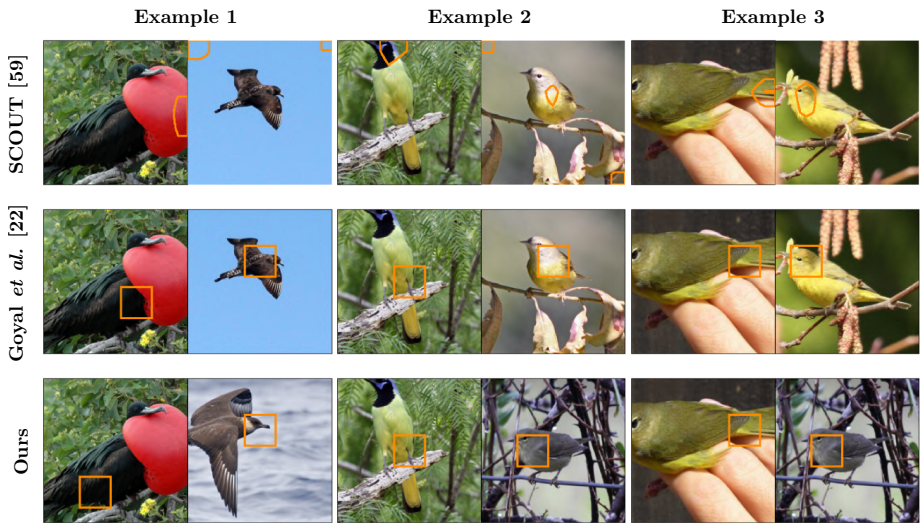 Example 1
Example 2
Example 3
SCOUT [59]
Goyal et al. [22]
Ours